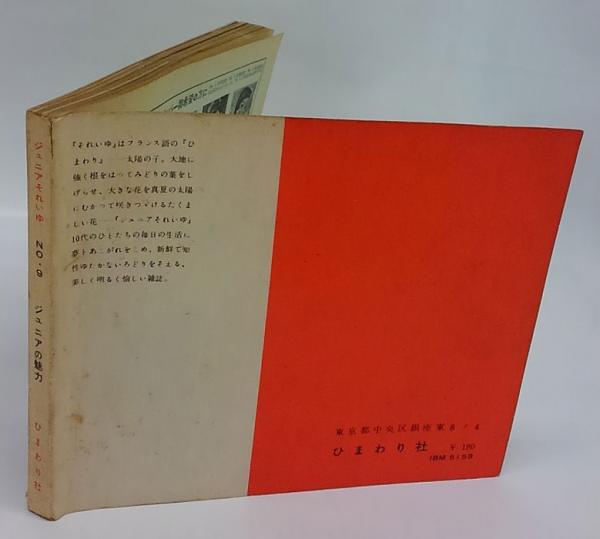 『それいゆ』はフランス語の『ひ
まわり』――太陽の子。大地に
強く根をはってみどりの葉をし
げらせ、大きな花を真夏の太陽
にむかって咲きつゞけるたくま
しい花――『ジュニアそれいゆ』
10代のひとたちの毎日の生活に
夢とあこがれをこめ、新鮮で知
性ゆたかないろどりをそえる、
美しく明るく愉しい雑誌。
ジュニアそれいゆ NO・9 ジュニアの魅力 ひまわり社
東京都中央区銀座東8ノ4
ひまわり社 ¥180
IBM 5159